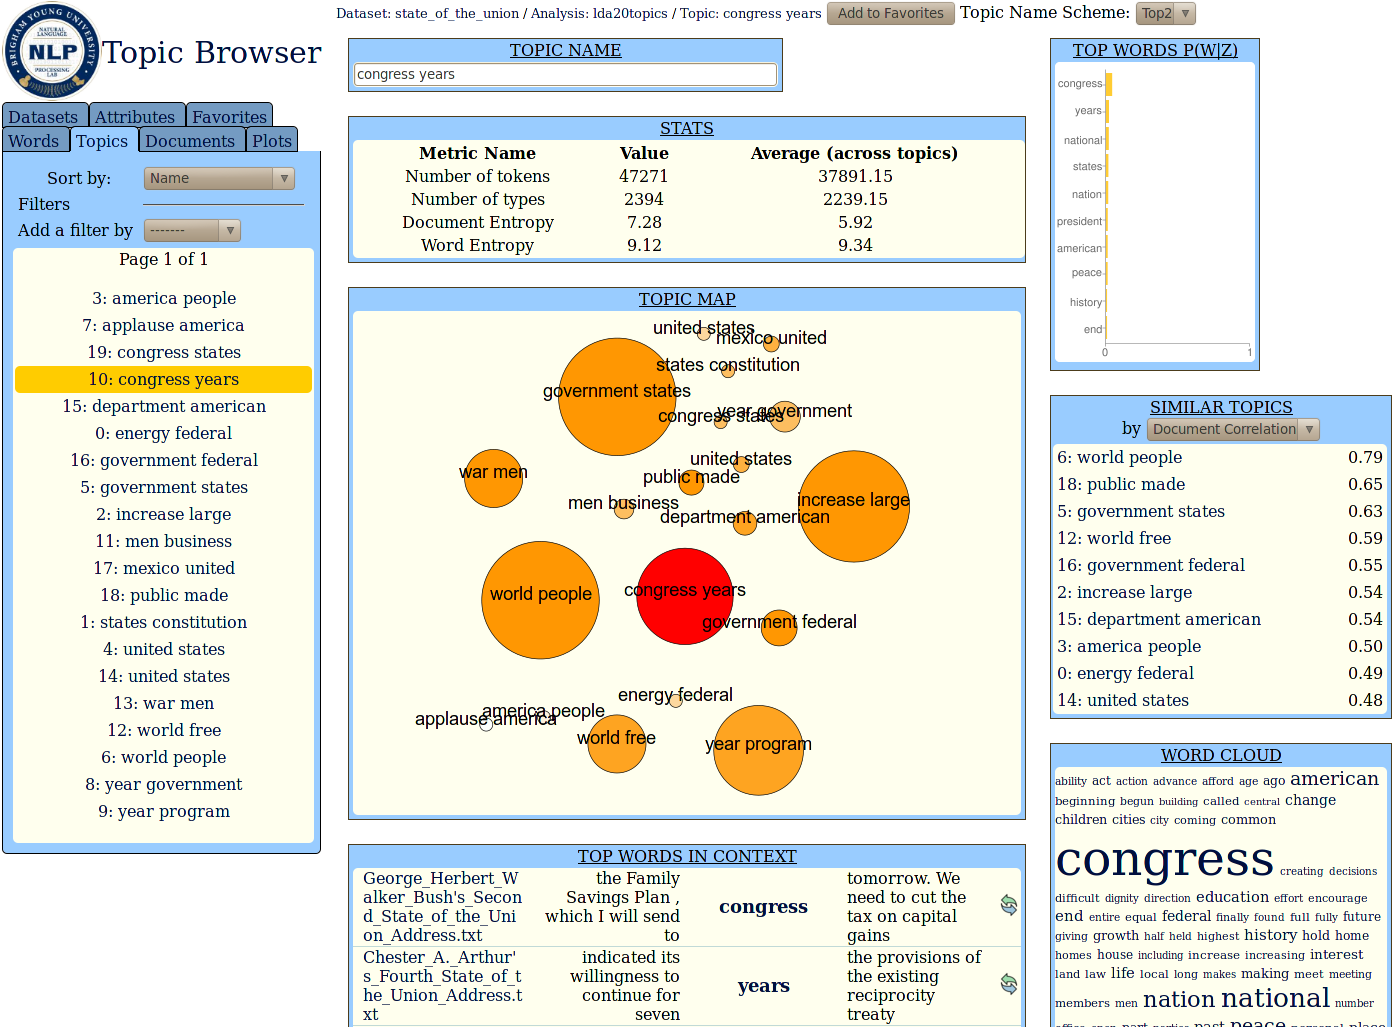 Dataset: state_of_the_union / Analysis: lda20topics / Topic: congress years Add to Favorites Topic Name Scheme: Top2
BRIGHAM YOUNG UNIVERSITY
NATURAL LANGUAGE
NLP
PROCESSING LAB
Topic Browser
Datasets Attributes Favorites
Words Topics Documents Plots
Sort by: Name
Filters
Add a filter by -------
Page 1 of 1
3: america people
7: applause america
19: congress states
10: congress years
15: department american
0: energy federal
16: government federal
5: government states
2: increase large
11: men business
17: mexico united
18: public made
1: states constitution
4: united states
14: united states
13: war men
12: world free
6: world people
8: year government
9: year program
TOPIC NAME
congress years
STATS
Metric Name Value Average (across topics)
Number of tokens 47271 37891.15
Number of types 2394 2239.15
Document Entropy 7.28 5.92
Word Entropy 9.12 9.34
TOPIC MAP
united states
mexico united
states constitution
government states
year government
congress states
united states
war men
public made
increase large
men business
department american
congress years
world people
government federal
energy federal
america people
applause america
world free
year program
TOP WORDS IN CONTEXT
George_Herbert_W
alker_Bush's_Secon
d_State_of_the_Uni
on_Address.txt
the Family
Savings Plan ,
which I will send
to
congress
tomorrow. We
need to cut the
tax on capital
gains
Chester_A._Arthur'
s_Fourth_State_of_t
he_Union_Address.t
xt
indicated its
willingness to
continue for
seven
years
the provisions of
the existing
reciprocity
treaty
TOP WORDS P(W|Z)
congress
years
national
states
nation
president
american
peace
history
end
0 1
SIMILAR TOPICS
by Document Correlation
6: world people 0.79
18: public made 0.65
5: government states 0.63
12: world free 0.59
16: government federal 0.55
2: increase large 0.54
15: department american 0.54
3: america people 0.50
0: energy federal 0.49
14: united states 0.48
WORD CLOUD
ability act action advance afford age ago american
beginning begun building called central change
children cities city coming common
congress creating decisions
difficult dignity direction education effort encourage
end entire equal federal finally found full fully future
giving growth half held highest history hold home
homes house including increase increasing interest
land law life local long makes making meet meeting
members men nation national number
office open part parties past peace personal place